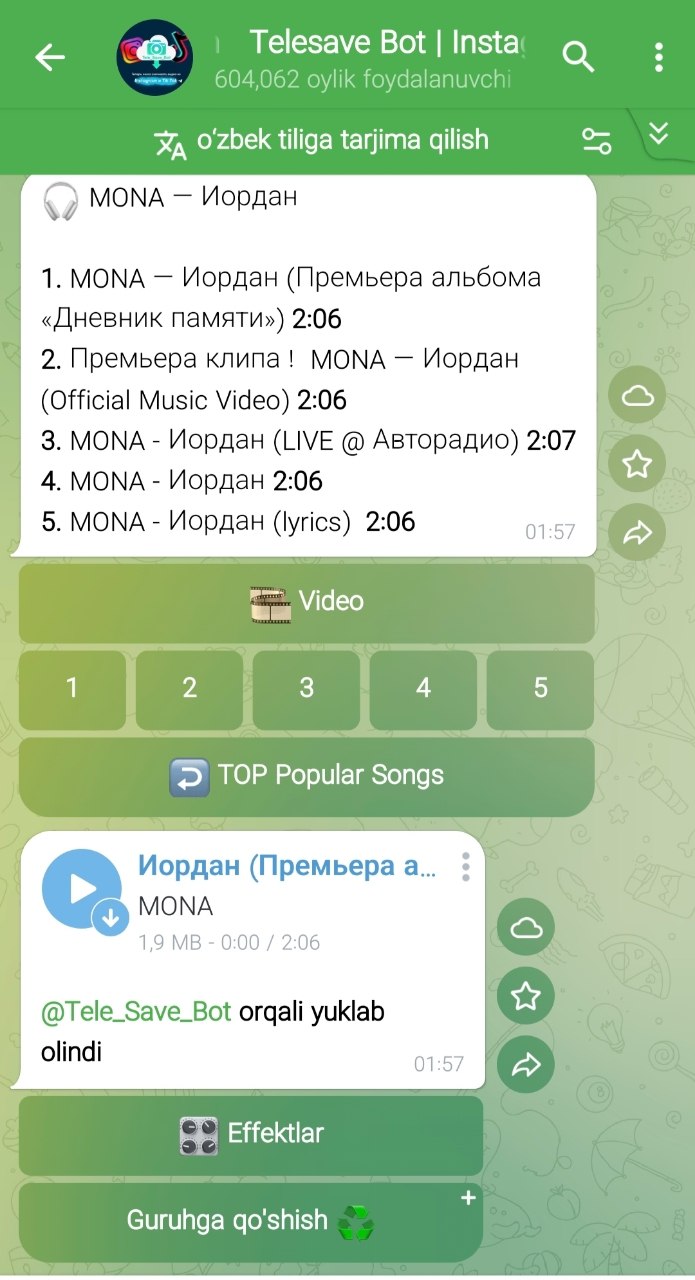 Telesave Bot | Insta
604,062 oylik foydalanuvchi
oʻzbek tiliga tarjima qilish
MONA — Иордан
1. MONA — Иордан (Премьера альбома
«Дневник памяти») 2:06
2. Премьера клипа ! MONA — Иордан
(Official Music Video) 2:06
3. MONA - Иордан (LIVE @ Авторадио) 2:07
4. MONA - Иордан 2:06
5. MONA - Иордан (lyrics) 2:06
01:57
Video
1 2 3 4 5
TOP Popular Songs
Иордан (Премьера а...
MONA
1,9 MB - 0:00 / 2:06
@Tele_Save_Bot orqali yuklab
olindi
01:57
Effektlar
Guruhga qo'shish